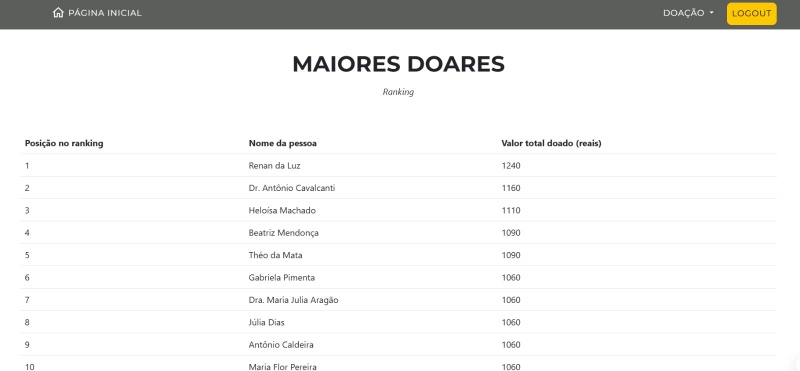 PÁGINA INICIAL DOAÇÃO LOGOUT
MAIORES DOARES
Ranking
Posição no ranking Nome da pessoa Valor total doado (reais)
1 Renan da Luz 1240
2 Dr. Antônio Cavalcanti 1160
3 Heloísa Machado 1110
4 Beatriz Mendonça 1090
5 Théo da Mata 1090
6 Gabriela Pimenta 1060
7 Dra. Maria Julia Aragão 1060
8 Júlia Dias 1060
9 Antônio Caldeira 1060
10 Maria Flor Pereira 1060